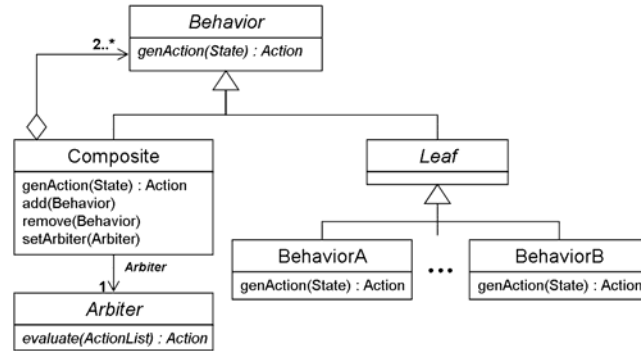 Behavior
genAction(State) : Action
2..*
Composite
genAction(State) : Action
add(Behavior)
remove(Behavior)
setArbiter(Arbiter)
Leaf
Arbiter
1
Arbiter
evaluate(ActionList) : Action
BehaviorA
genAction(State) : Action
...
BehaviorB
genAction(State) : Action